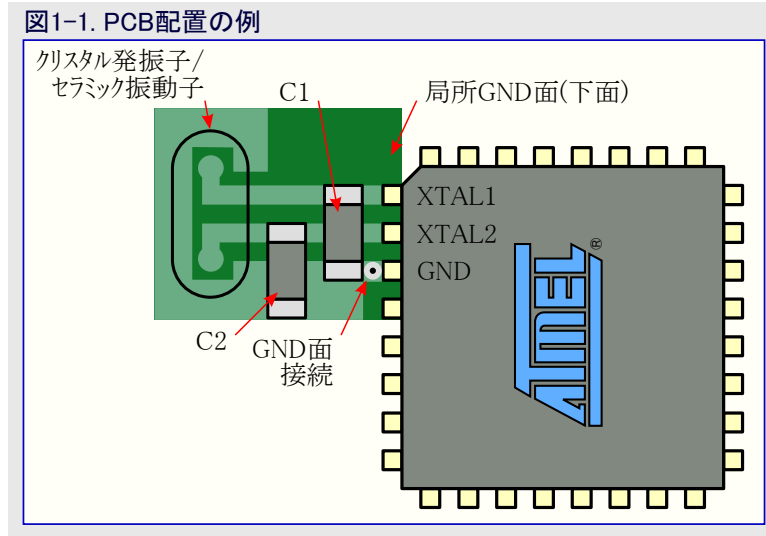 図1-1. PCB配置の例
クリスタル発振子/
セラミック振動子
C1
局所GND面(下面)
XTAL1
XTAL2
GND
C2
GND面
接続
ATMEL®